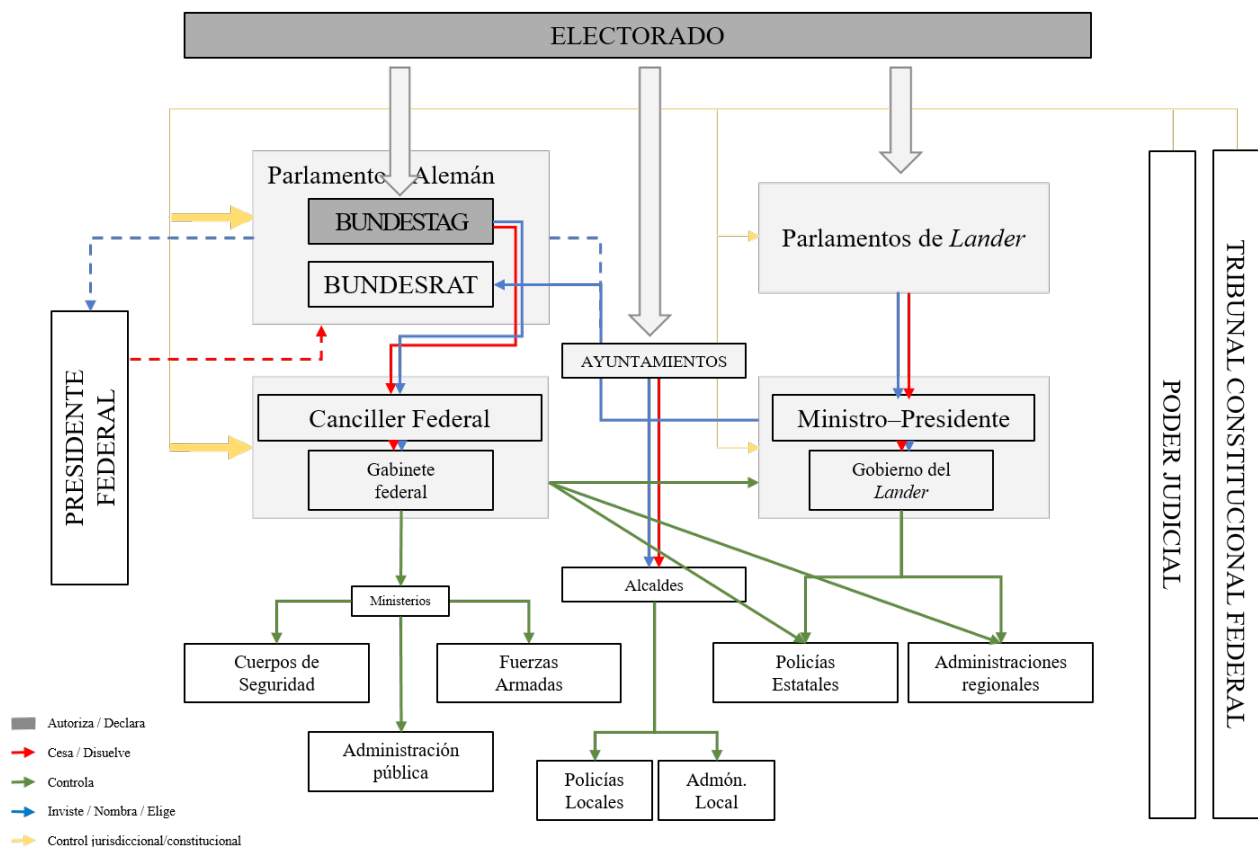 ELECTORADO
Parlamento Alemán
BUNDESTAG
BUNDESRAT
Parlamentos de Lander
AYUNTAMIENTOS
PRESIDENTE
FEDERAL
Canciller Federal
Gabinete
federal
Ministro–Presidente
Gobierno del
Lander
PODER JUDICIAL
TRIBUNAL CONSTITUCIONAL FEDERAL
Ministerios
Alcaldes
Cuerpos de
Seguridad
Fuerzas
Armadas
Policías
Estatales
Administraciones
regionales
Administración
pública
Policías
Locales
Admón.
Local
Autoriza / Declara
Cesa / Disuelve
Controla
Inviste / Nombra / Elige
Control jurisdiccional/constitucional